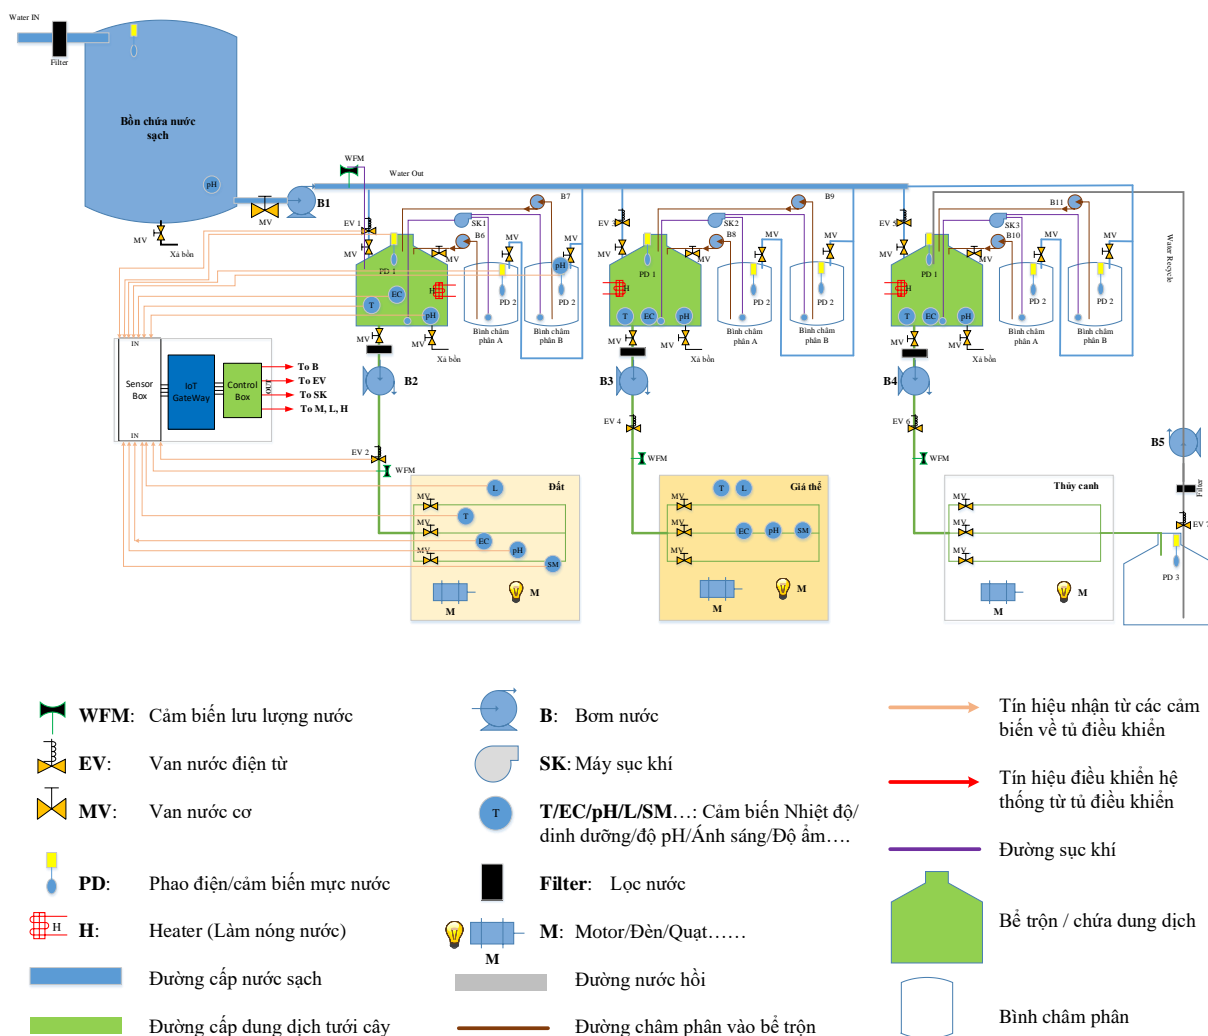 Water IN
Filter
Bồn chứa nước
sạch
pH
MV
MV
Xả bồn
B1
WFM
Water Out
EV 1
MV
PD 1
SK1
B7
B6
MV
MV
MV
pH
PD 2
PD 2
H
T
EC
pH
MV
MV
Xả bồn
Bình châm
phân A
Bình châm
phân B
EV 3
MV
PD 1
SK2
B9
B8
MV
MV
MV
PD 2
PD 2
H
T
EC
pH
MV
MV
Xả bồn
Bình châm
phân A
Bình châm
phân B
EV 5
MV
PD 1
SK3
B11
B10
MV
MV
MV
PD 2
PD 2
H
T
EC
pH
MV
MV
Xả bồn
Bình châm
phân A
Bình châm
phân B
Water Recycle
IN
Sensor
Box
IN
IoT
GateWay
Control
Box
OUT
To B
To EV
To SK
To M, L, H
B2
EV 2
WFM
B3
EV 4
WFM
B4
EV 6
WFM
B5
Filter
EV 7
PD 3
Đất
L
MV
T
MV
EC
pH
MV
SM
M
M
Giá thể
T
L
MV
MV
EC
pH
SM
MV
M
M
Thủy canh
MV
MV
MV
M
M
WFM: Cảm biến lưu lượng nước
EV: Van nước điện từ
MV: Van nước cơ
PD: Phao điện/cảm biến mực nước
H
H: Heater (Làm nóng nước)
Đường cấp nước sạch
Đường cấp dung dịch tưới cây
B: Bơm nước
SK: Máy sục khí
T
T/EC/pH/L/SM…: Cảm biến Nhiệt độ/
dinh dưỡng/độ pH/Ánh sáng/Độ ẩm….
Filter: Lọc nước
M
M: Motor/Đèn/Quạt……
Đường nước hồi
Đường châm phân vào bể trộn
Tín hiệu nhận từ các cảm
biến về tủ điều khiển
Tín hiệu điều khiển hệ
thống từ tủ điều khiển
Đường sục khí
Bể trộn / chứa dung dịch
Bình châm phân